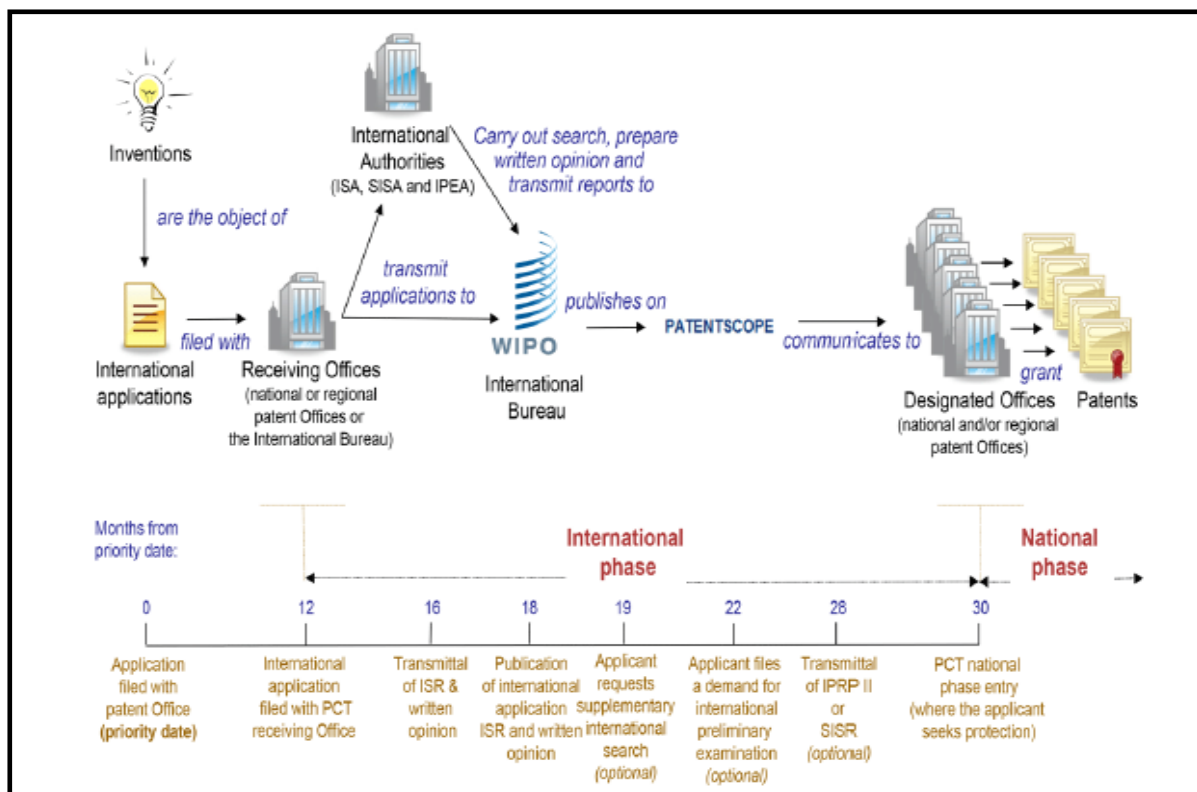 Inventions
are the object of
International
applications
filed with
Receiving Offices
(national or regional
patent Offices or
the International Bureau)
International
Authorities
(ISA, SISA and IPEA)
transmit
applications to
Carry out search, prepare
written opinion and
transmit reports to
WIPO
International
Bureau
publishes on
PATENTSCOPE
communicates to
Designated Offices
(national and/or regional
patent Offices)
grant
Patents
Months from
priority date:
International
phase
National
phase
0
12
16
18
19
22
28
30
Application
filed with
patent Office
(priority date)
International
application
filed with PCT
receiving Office
Transmittal
of ISR &
written
opinion
Publication
of international
application
ISR and written
opinion
Applicant
requests
supplementary
international
search
(optional)
Applicant files
a demand for
international
preliminary
examination
(optional)
Transmittal
of IPRP II
or
SISR
(optional)
PCT national
phase entry
(where the applicant
seeks protection)